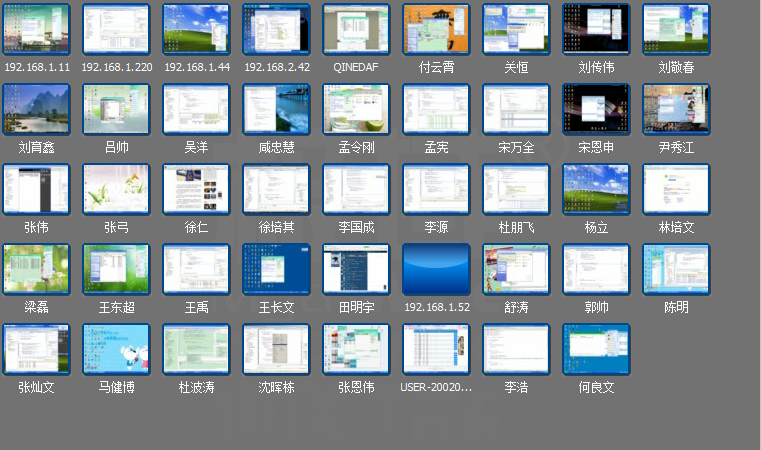 192.168.1.11 192.168.1.220 192.168.1.44 192.168.2.42 QINEDAF 付云霄 关恒 刘传伟 刘敬春
刘育鑫 吕帅 吴洋 咸忠慧 孟令刚 孟宪 宋万全 宋恩申 尹秀江
张伟 张弓 徐仁 徐培其 李国成 李源 杜朋飞 杨立 林培文
梁磊 王东超 王禹 王长文 田明宇 192.168.1.52 舒涛 郭帅 陈明
张灿文 马健博 杜波涛 沈晖栋 张恩伟 USER-20020... 李浩 何良文